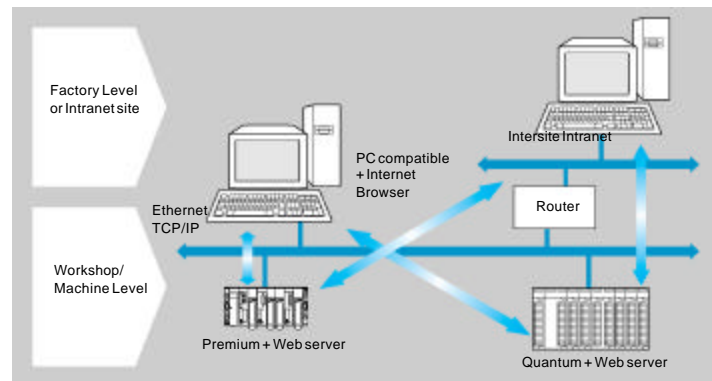 Factory Level
or Intranet site
Intersite Intranet
PC compatible
+ Internet
Browser
Ethernet
TCP/IP
Router
Workshop/
Machine Level
Premium + Web server
Quantum + Web server